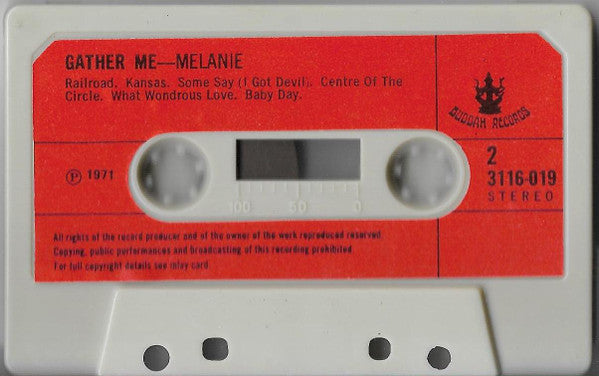 GATHER ME—MELANIE
Railroad. Kansas. Some Say (I Got Devil). Centre Of The
Circle. What Wondrous Love. Baby Day.
BUDDAH RECORDS
℗ 1971
100 50 0
2
3116-019
STEREO
All rights of the record producer and of the owner of the work reproduced reserved.
Copying, public performances and broadcasting of this recording prohibited.
For full copyright details see inlay card.